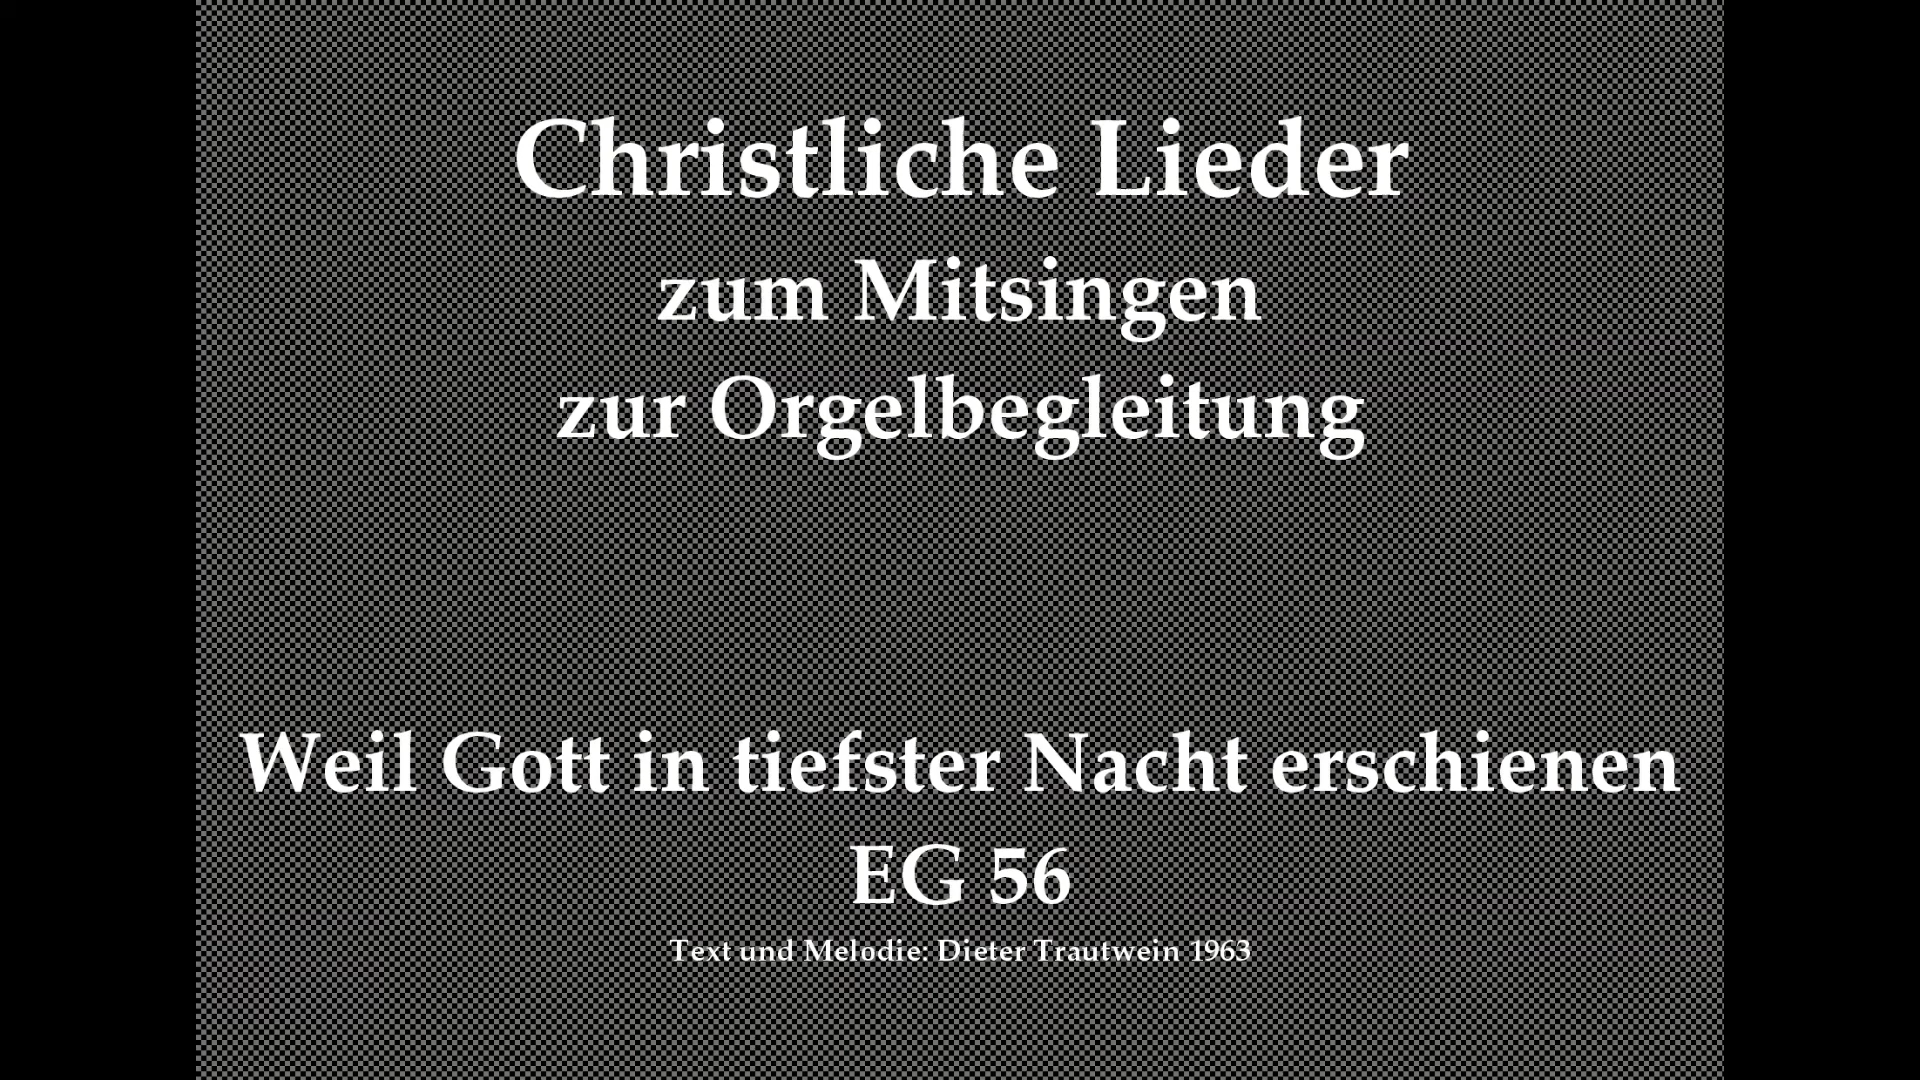 Christliche Lieder
zum Mitsingen
zur Orgelbegleitung
Weil Gott in tiefster Nacht erschienen
EG 56
Text und Melodie: Dieter Trautwein 1963